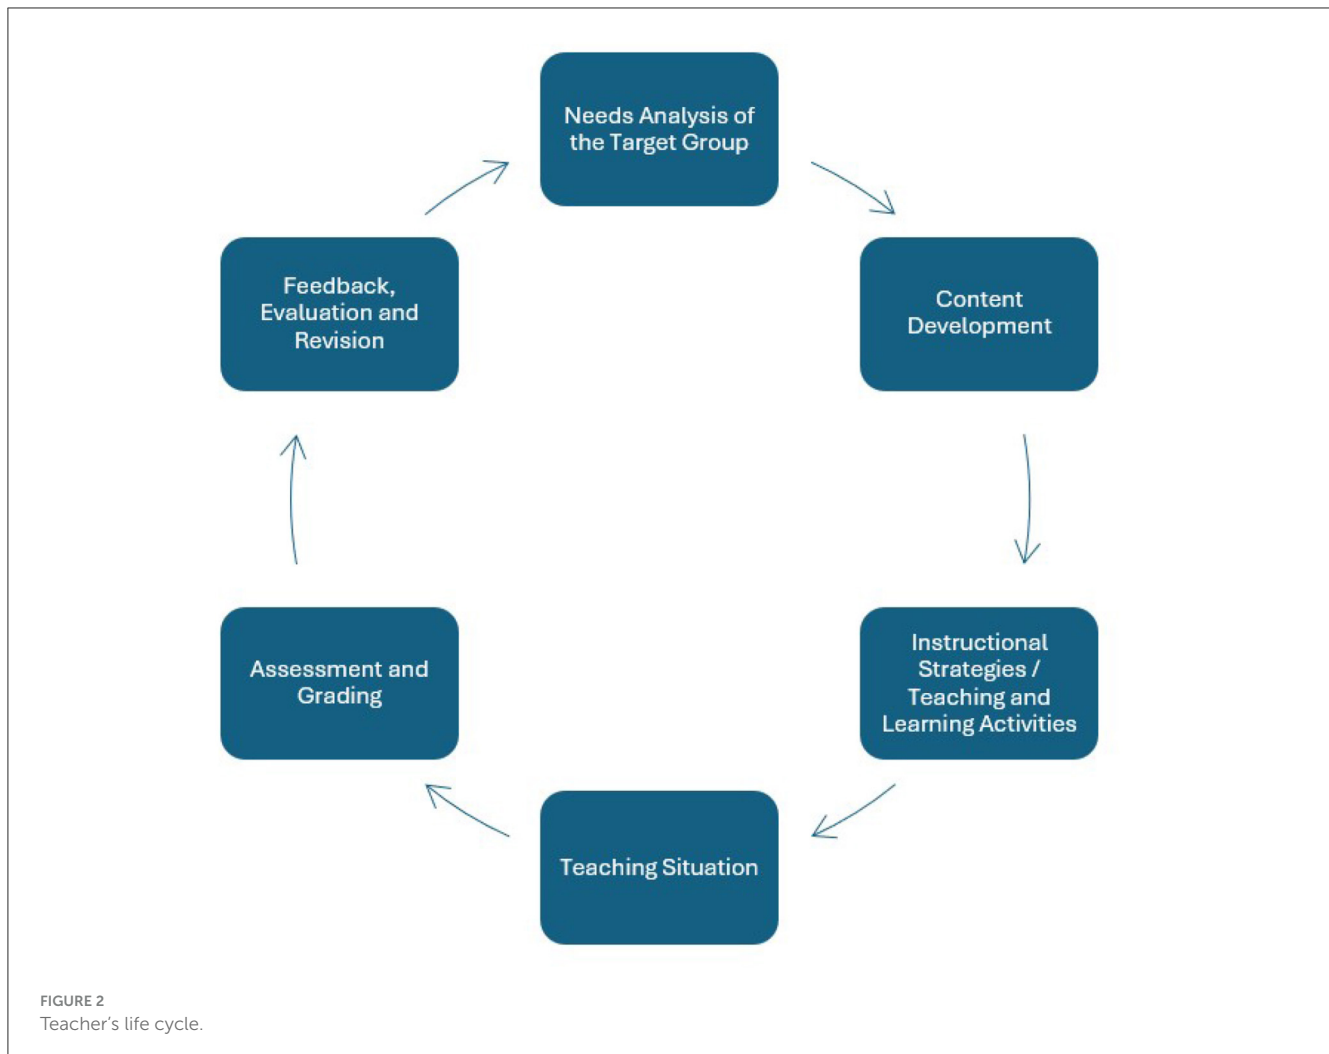 Needs Analysis of
the Target Group
Content
Development
Instructional
Strategies /
Teaching and
Learning Activities
Teaching Situation
Assessment and
Grading
Feedback,
Evaluation and
Revision
FIGURE 2
Teacher's life cycle.